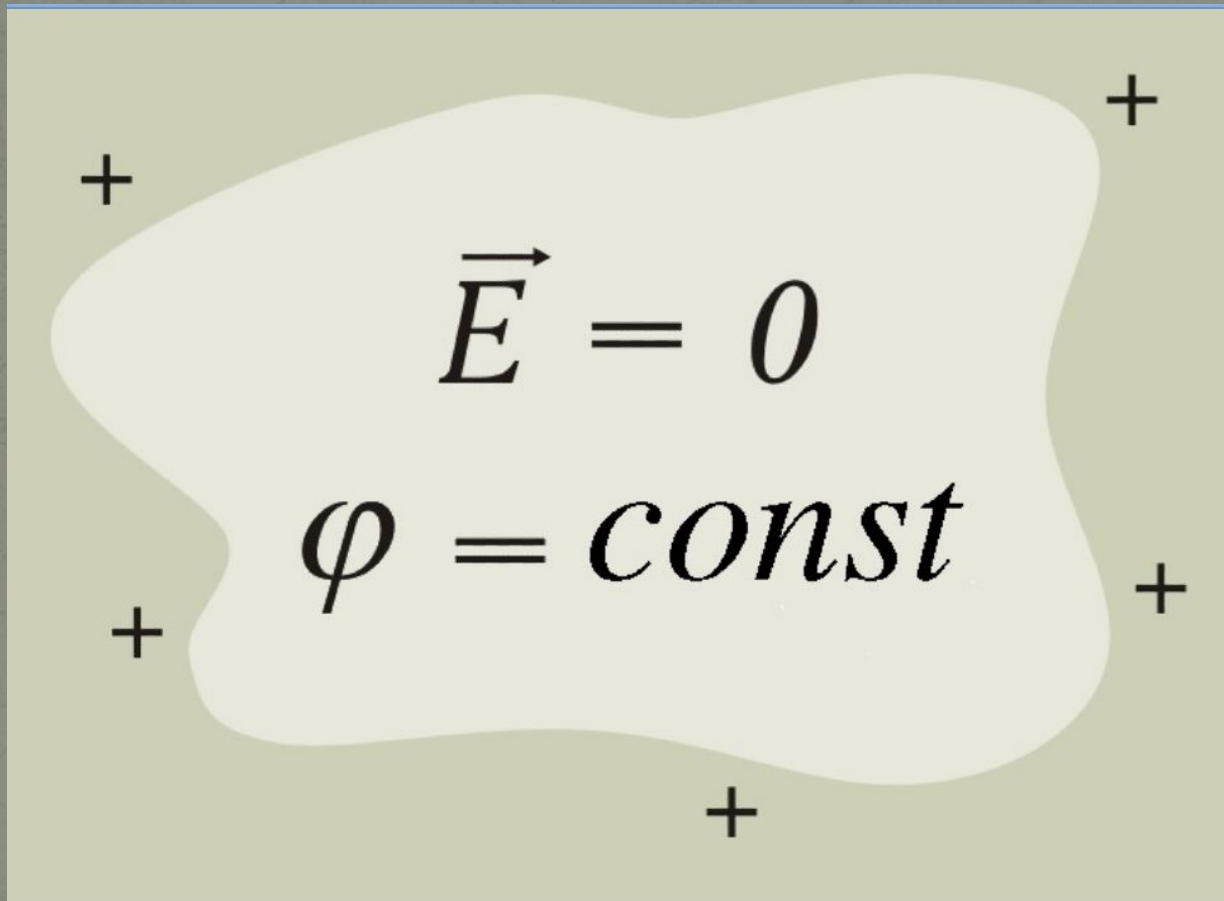 +
+
E⃗ = 0
φ = const
+
+
+